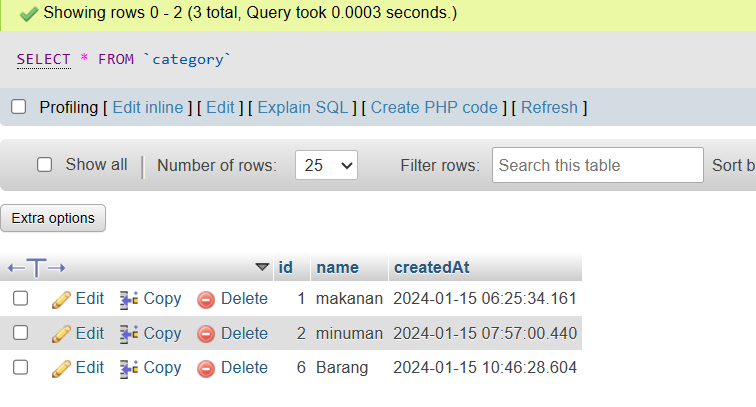 Showing rows 0 - 2 (3 total, Query took 0.0003 seconds.)
SELECT * FROM `category`
Profiling [ Edit inline ] [ Edit ] [ Explain SQL ] [ Create PHP code ] [ Refresh ]
Show all | Number of rows: 25 Filter rows: Search this table Sort b
Extra options
←T→ id name createdAt
Edit Copy Delete 1 makanan 2024-01-15 06:25:34.161
Edit Copy Delete 2 minuman 2024-01-15 07:57:00.440
Edit Copy Delete 6 Barang 2024-01-15 10:46:28.604